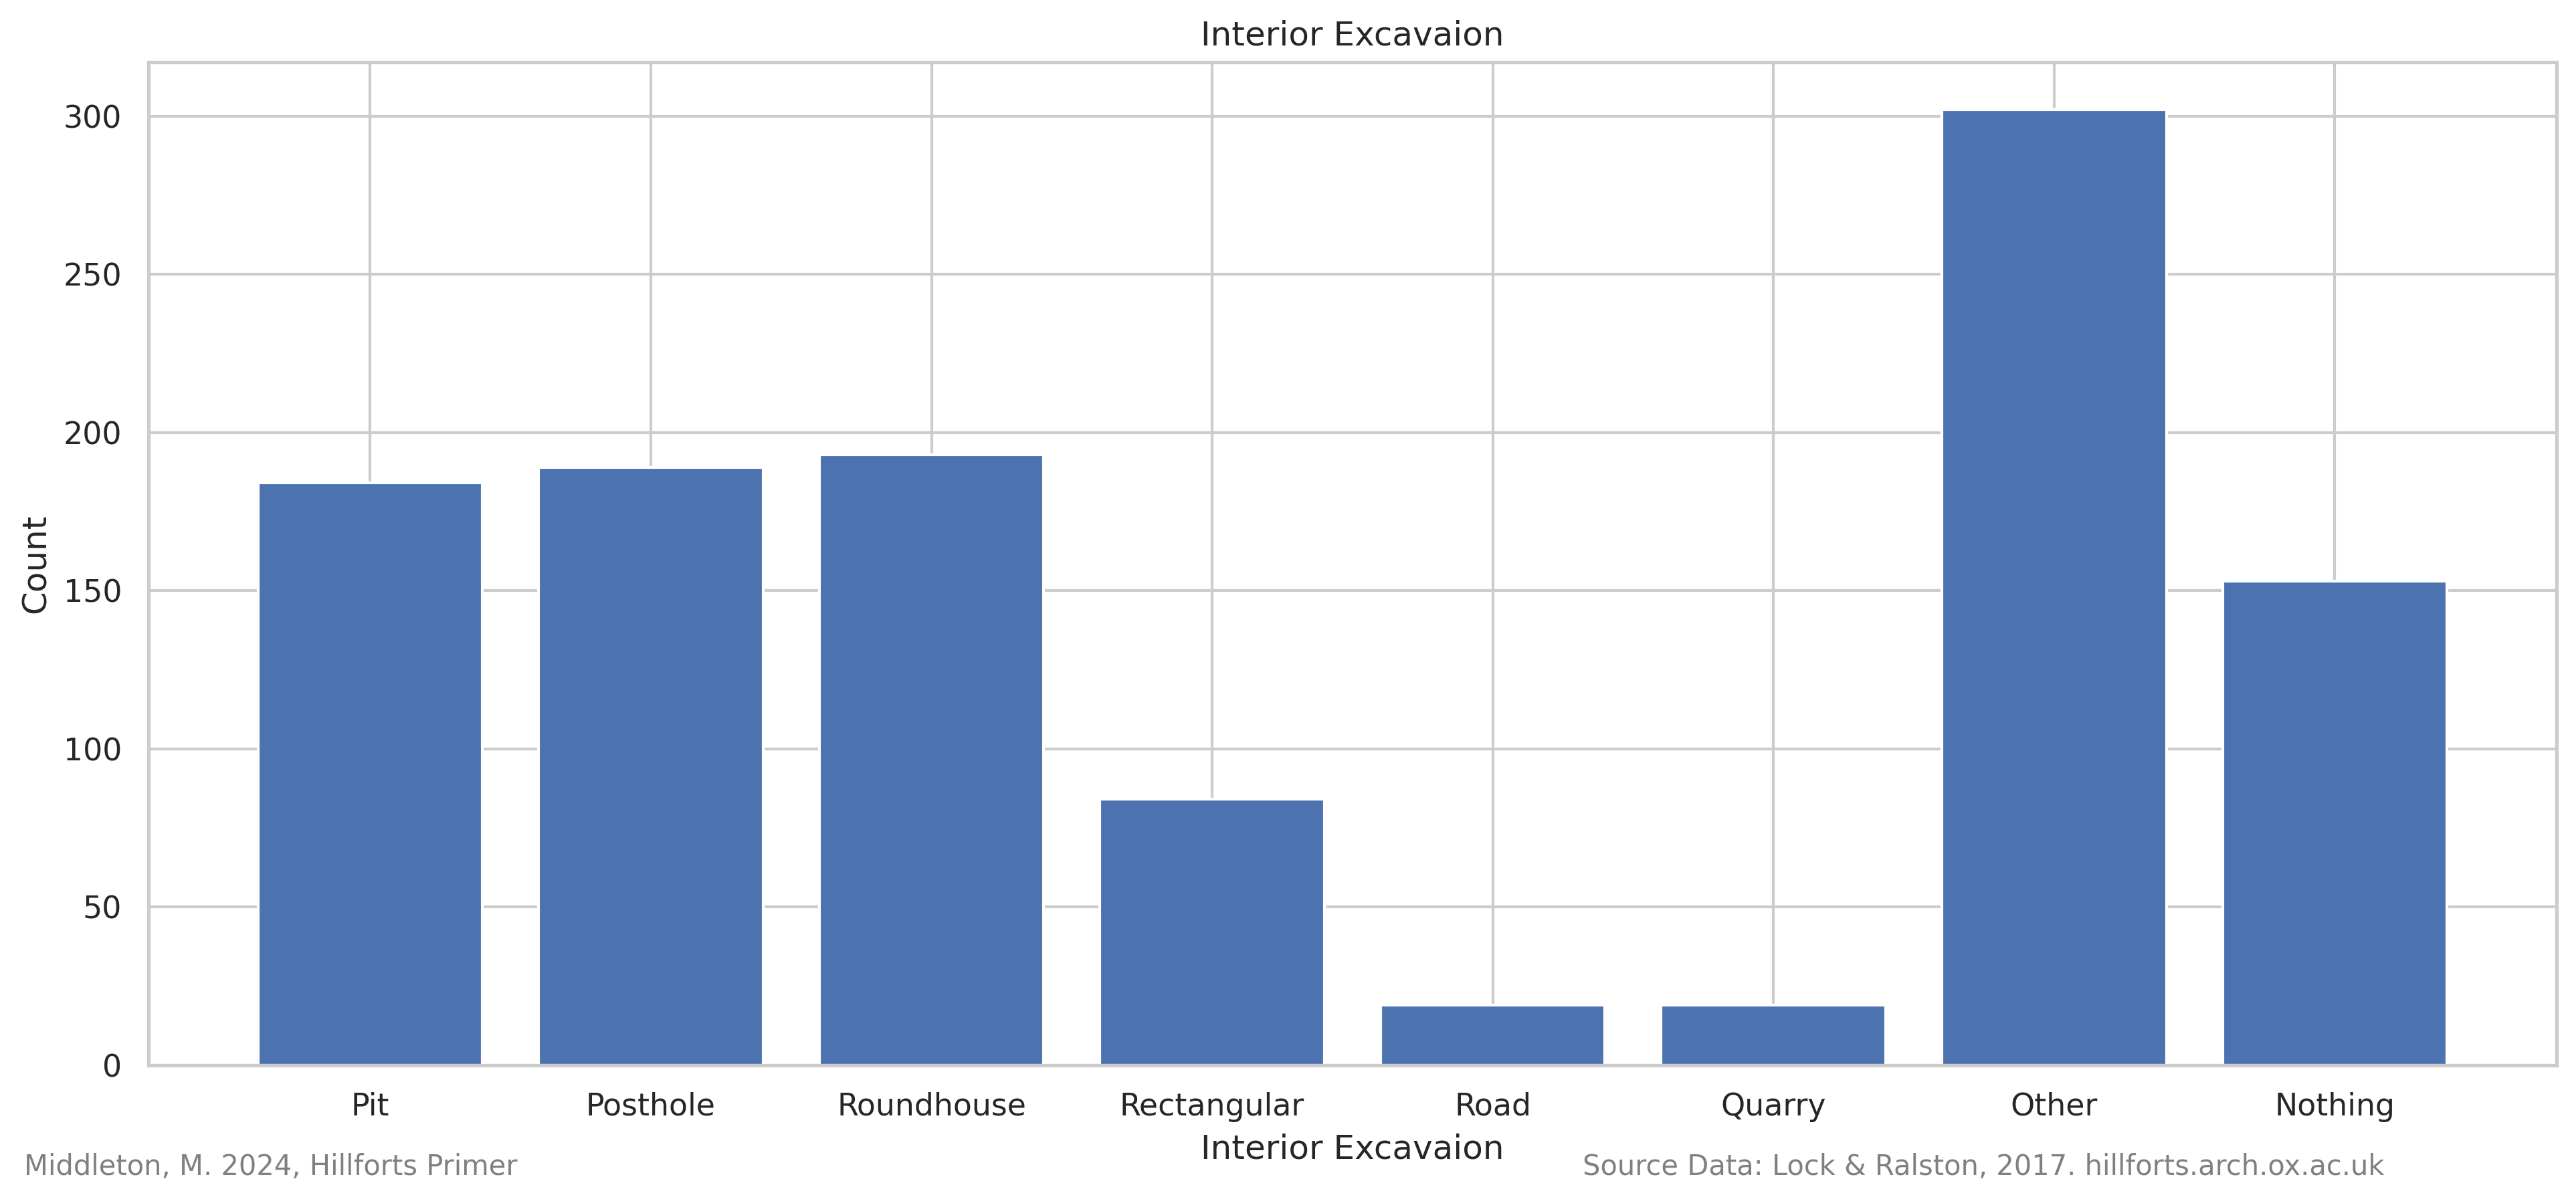 Interior Excavaion
300
250
200
150
100
50
0
Count
Pit Posthole Roundhouse Rectangular Road Quarry Other Nothing
Interior Excavaion
Middleton, M. 2024, Hillforts Primer
Source Data: Lock & Ralston, 2017. hillforts.arch.ox.ac.uk